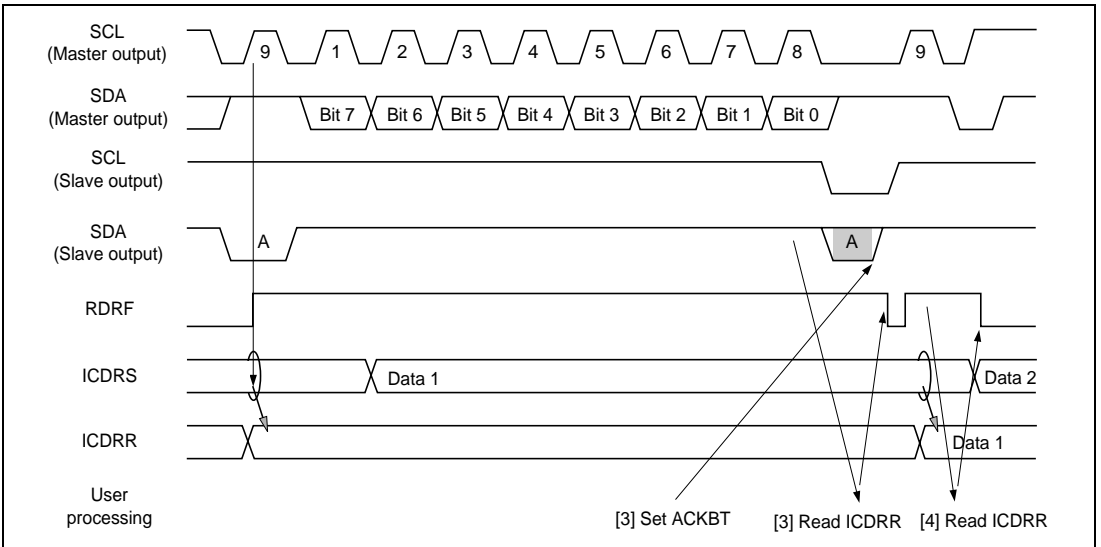 SCL
(Master output)
9 1 2 3 4 5 6 7 8 9
SDA
(Master output)
Bit 7 Bit 6 Bit 5 Bit 4 Bit 3 Bit 2 Bit 1 Bit 0
SCL
(Slave output)
SDA
(Slave output)
A A
RDRF
ICDRS
Data 1 Data 2
ICDRR
Data 1
User
processing
[3] Set ACKBT [3] Read ICDRR [4] Read ICDRR